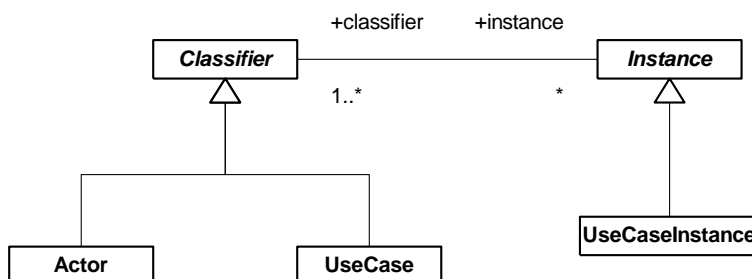 +classifier +instance
Classifier Instance
1..* *
UseCaseInstance
Actor UseCase